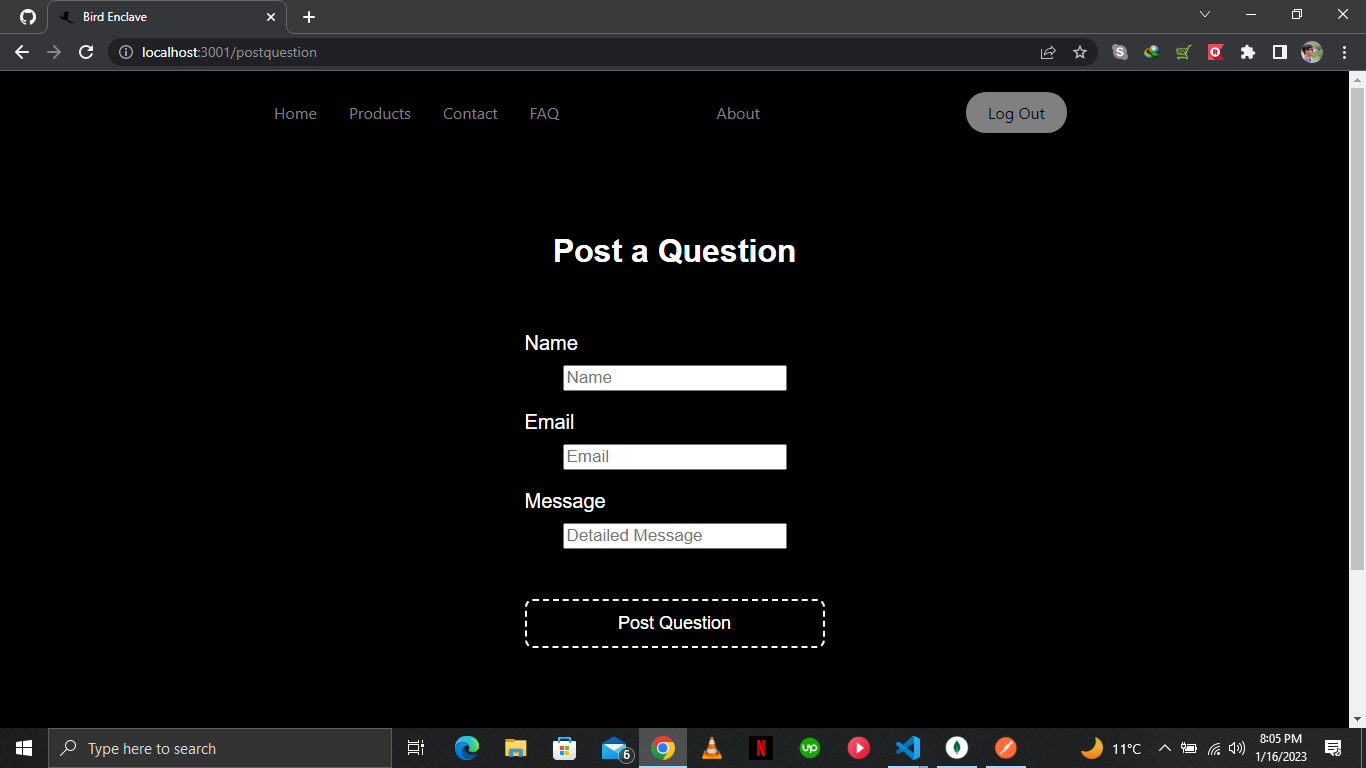 Bird Enclave
localhost:3001/postquestion
Home Products Contact FAQ About Log Out
Post a Question
Name
Name
Email
Email
Message
Detailed Message
Post Question
Type here to search
6
N
up
11°C
8:05 PM
1/16/2023